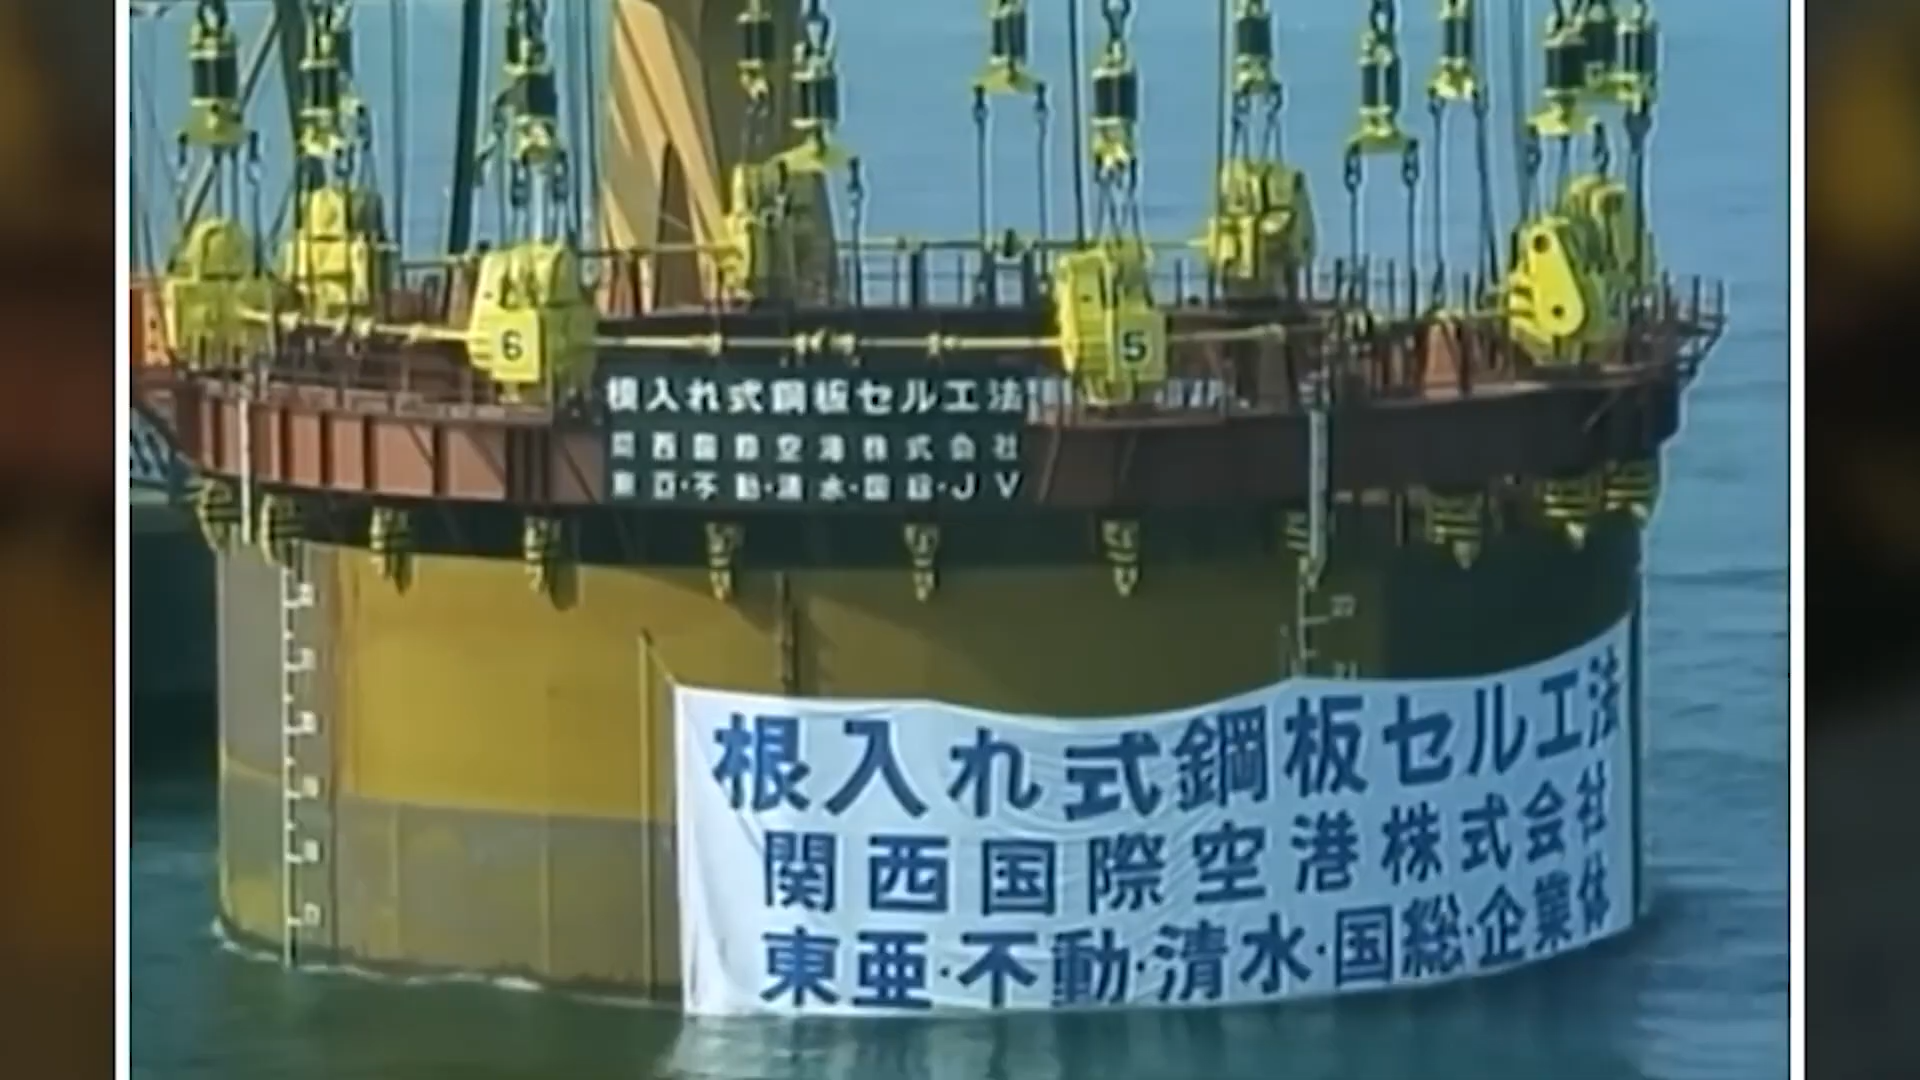 6
5
根入れ式鋼板セル工法
関西国際空港株式会社
東亜・不動・清水・国総・JV
根入れ式鋼板セル工法
関西国際空港株式会社
東亜・不動・清水・国総・企業体